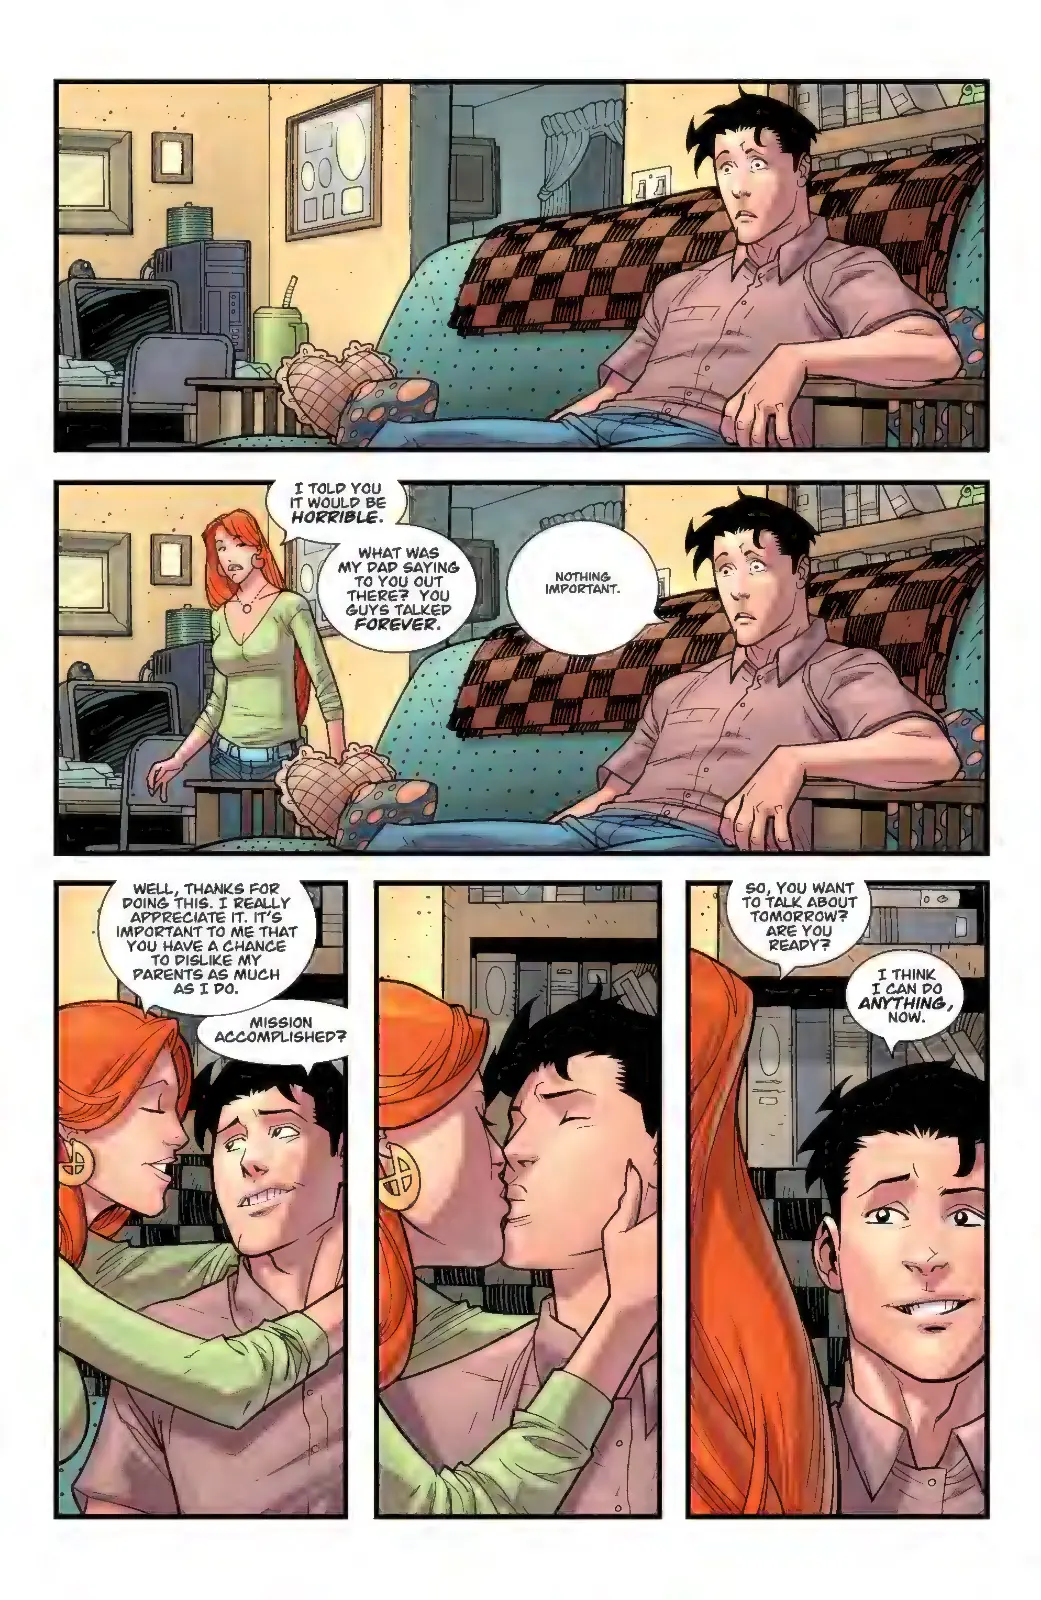 I TOLD YOU
IT WOULD BE
HORRIBLE.
WHAT WAS
MY DAD SAYING
TO YOU OUT
THERE? YOU
GUYS TALKED
FOREVER.
NOTHING
IMPORTANT.
WELL, THANKS FOR
DOING THIS. I REALLY
APPRECIATE IT. IT'S
IMPORTANT TO ME THAT
YOU HAVE A CHANCE
TO DISLIKE MY
PARENTS AS MUCH
AS I DO.
MISSION
ACCOMPLISHED?
SO, YOU WANT
TO TALK ABOUT
TOMORROW?
ARE YOU
READY?
I THINK
I CAN DO
ANYTHING,
NOW.